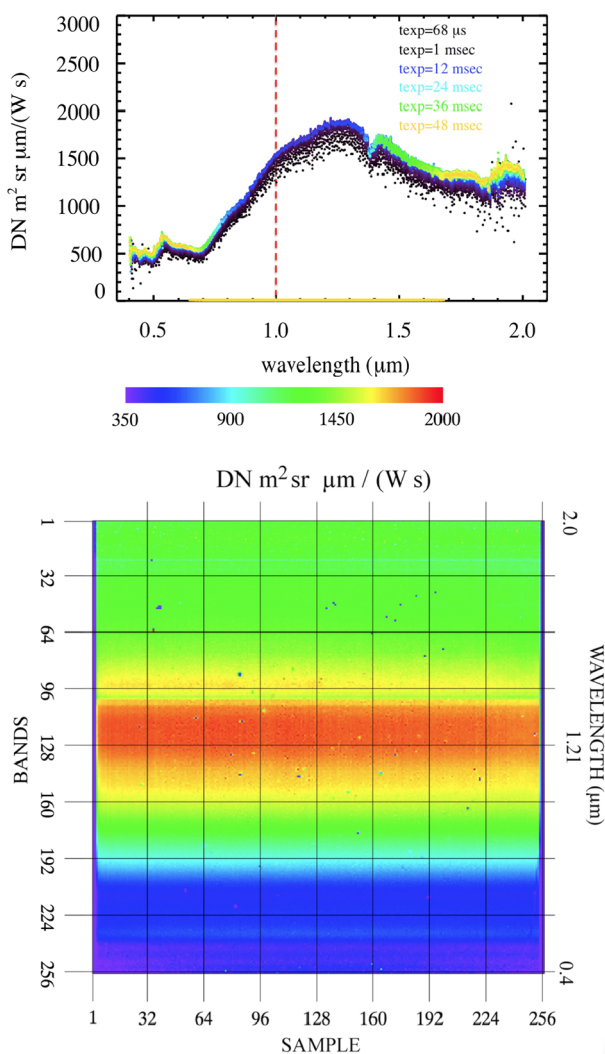 3000
texp=68 μs
2500
texp=1 msec
texp=12 msec
texp=24 msec
2000
texp=36 msec
texp=48 msec
1500
1000
500
0
DN m² sr μm/(W s)
0.5 1.0 1.5 2.0
wavelength (μm)
350 900 1450 2000
DN m² sr μm / (W s)
1
32
64
96
128
160
192
224
256
BANDS
2.0
1.21
0.4
WAVELENGTH (μm)
1 32 64 96 128 160 192 224 256
SAMPLE